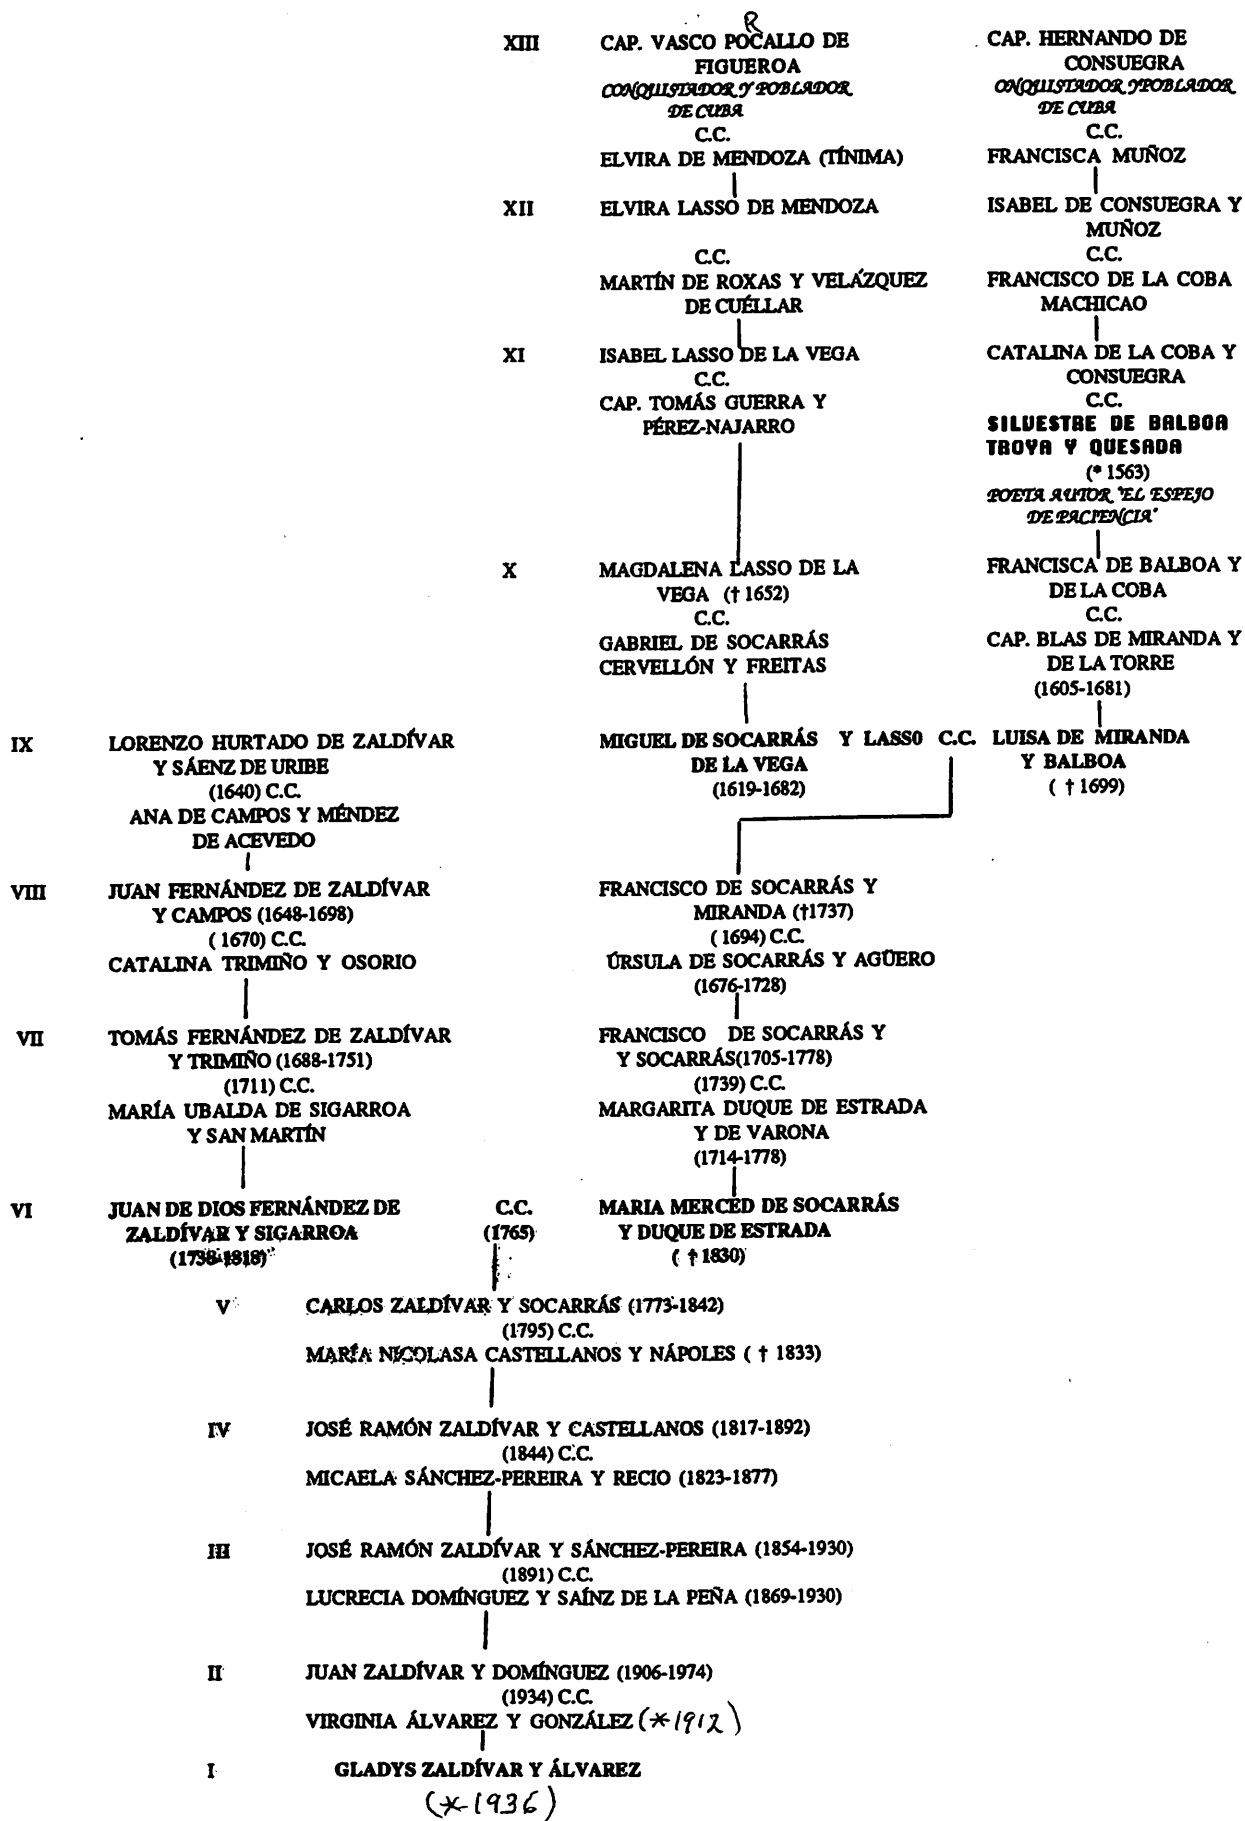 R
XIII
CAP. VASCO POCALLO DE
FIGUEROA
CONQUISTADOR Y POBLADOR
DE CUBA
C.C.
ELVIRA DE MENDOZA (TÍNIMA)
CAP. HERNANDO DE
CONSUEGRA
ONQUISTADOR YPOBLADOR
DE CUBA
C.C.
FRANCISCA MUÑOZ
XII
ELVIRA LASSO DE MENDOZA
C.C.
MARTÍN DE ROXAS Y VELÁZQUEZ
DE CUÉLLAR
ISABEL DE CONSUEGRA Y
MUÑOZ
C.C.
FRANCISCO DE LA COBA
MACHICAO
XI
ISABEL LASSO DE LA VEGA
C.C.
CAP. TOMÁS GUERRA Y
PÉREZ-NAJARRO
CATALINA DE LA COBA Y
CONSUEGRA
C.C.
SILVESTRE DE BALBOA
TROYA Y QUESADA
(* 1563)
POETA AUTOR 'EL ESPEJO
DE PACIENCIA'
X
MAGDALENA LASSO DE LA
VEGA († 1652)
C.C.
GABRIEL DE SOCARRÁS
CERVELLÓN Y FREITAS
FRANCISCA DE BALBOA Y
DE LA COBA
C.C.
CAP. BLAS DE MIRANDA Y
DE LA TORRE
(1605-1681)
IX
LORENZO HURTADO DE ZALDÍVAR
Y SÁENZ DE URIBE
(1640) C.C.
ANA DE CAMPOS Y MÉNDEZ
DE ACEVEDO
MIGUEL DE SOCARRÁS Y LASSO C.C. LUISA DE MIRANDA
DE LA VEGA Y BALBOA
(1619-1682) ( † 1699)
VIII
JUAN FERNÁNDEZ DE ZALDÍVAR
Y CAMPOS (1648-1698)
( 1670) C.C.
CATALINA TRIMIÑO Y OSORIO
FRANCISCO DE SOCARRÁS Y
MIRANDA (†1737)
( 1694) C.C.
ÚRSULA DE SOCARRÁS Y AGÜERO
(1676-1728)
VII
TOMÁS FERNÁNDEZ DE ZALDÍVAR
Y TRIMIÑO (1688-1751)
(1711) C.C.
MARÍA UBALDA DE SIGARROA
Y SAN MARTÍN
FRANCISCO DE SOCARRÁS Y
Y SOCARRÁS(1705-1778)
(1739) C.C.
MARGARITA DUQUE DE ESTRADA
Y DE VARONA
(1714-1778)
VI
JUAN DE DIOS FERNÁNDEZ DE
ZALDÍVAR Y SIGARROA
(1738-1818)
C.C.
(1765)
MARIA MERCED DE SOCARRÁS
Y DUQUE DE ESTRADA
( † 1830)
V
CARLOS ZALDÍVAR Y SOCARRÁS (1773-1842)
(1795) C.C.
MARÍA NICOLASA CASTELLANOS Y NÁPOLES ( † 1833)
IV
JOSÉ RAMÓN ZALDÍVAR Y CASTELLANOS (1817-1892)
(1844) C.C.
MICAELA SÁNCHEZ-PEREIRA Y RECIO (1823-1877)
III
JOSÉ RAMÓN ZALDÍVAR Y SÁNCHEZ-PEREIRA (1854-1930)
(1891) C.C.
LUCRECIA DOMÍNGUEZ Y SAÍNZ DE LA PEÑA (1869-1930)
II
JUAN ZALDÍVAR Y DOMÍNGUEZ (1906-1974)
(1934) C.C.
VIRGINIA ÁLVAREZ Y GONZÁLEZ (*1912)
I
GLADYS ZALDÍVAR Y ÁLVAREZ
(*1936)